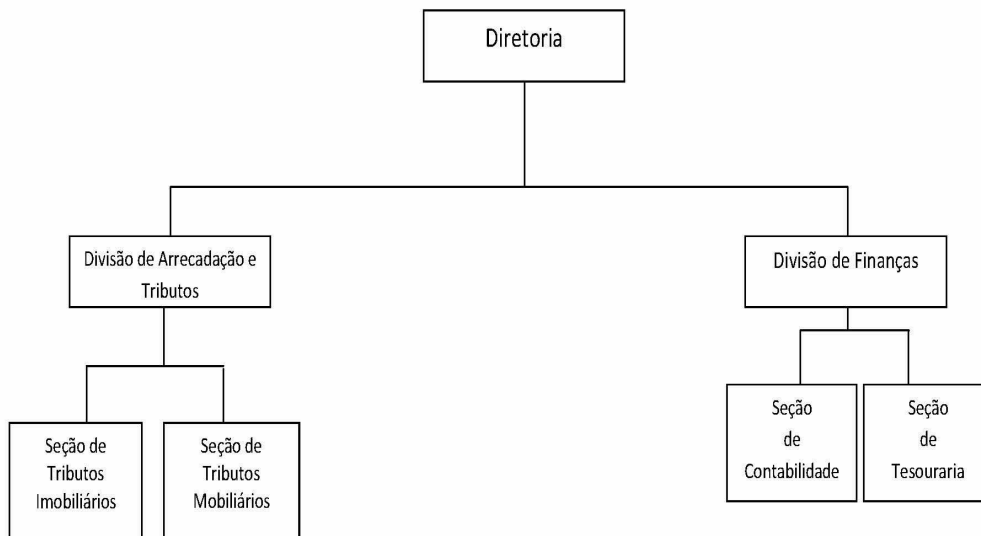 Diretoria
Divisão de Arrecadação e
Tributos
Divisão de Finanças
Seção de
Tributos
Imobiliários
Seção de
Tributos
Mobiliários
Seção
de
Contabilidade
Seção
de
Tesouraria